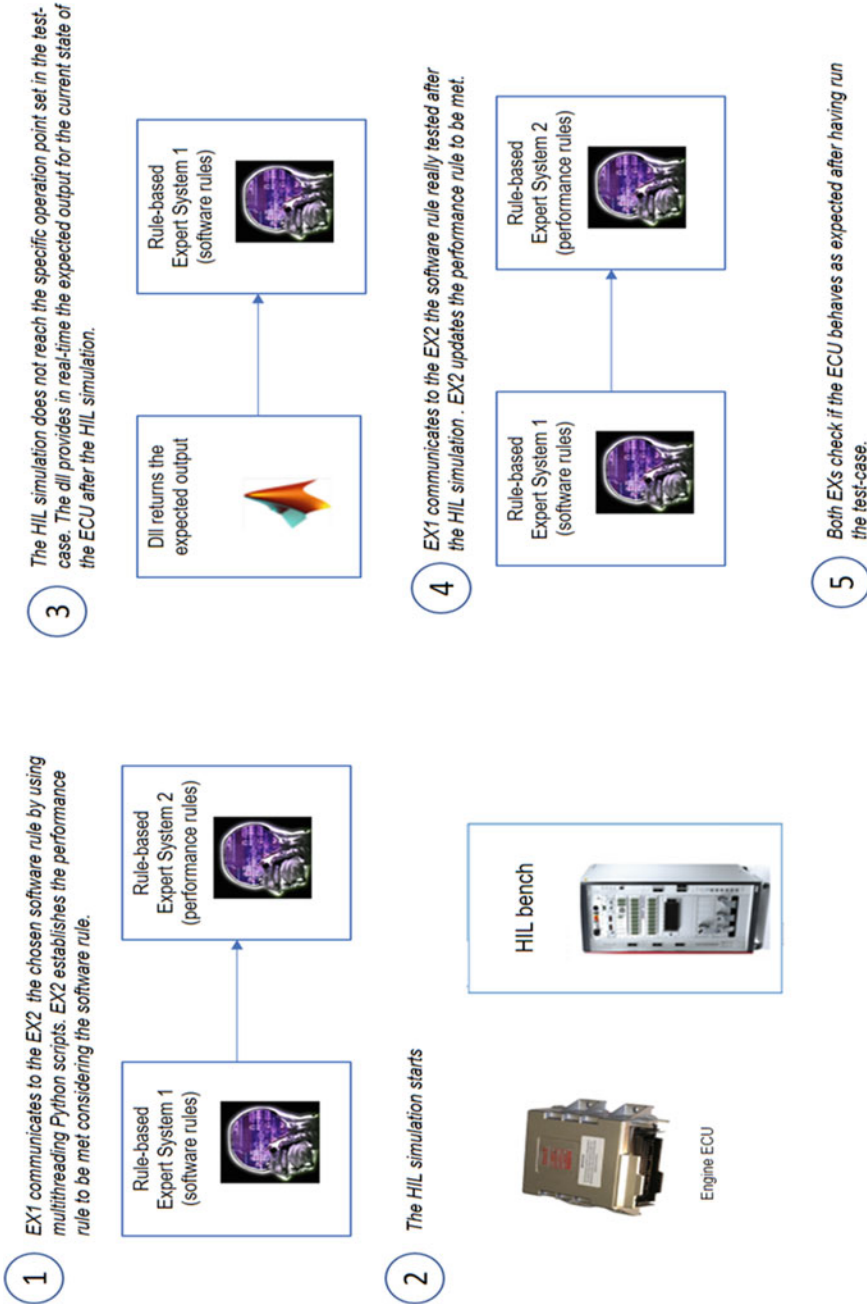 1
EX1 communicates to the EX2 the chosen software rule by using
multithreading Python scripts. EX2 establishes the performance
rule to be met considering the software rule.
Rule-based
Expert System 1
(software rules)
Rule-based
Expert System 2
(performance rules)
2
The HIL simulation starts
Engine ECU
HIL bench
3
The HIL simulation does not reach the specific operation point set in the test-
case. The dll provides in real-time the expected output for the current state of
the ECU after the HIL simulation.
Dll returns the
expected output
Rule-based
Expert System 1
(software rules)
4
EX1 communicates to the EX2 the software rule really tested after
the HIL simulation . EX2 updates the performance rule to be met.
Rule-based
Expert System 1
(software rules)
Rule-based
Expert System 2
(performance rules)
5
Both EXs check if the ECU behaves as expected after having run
the test-case.